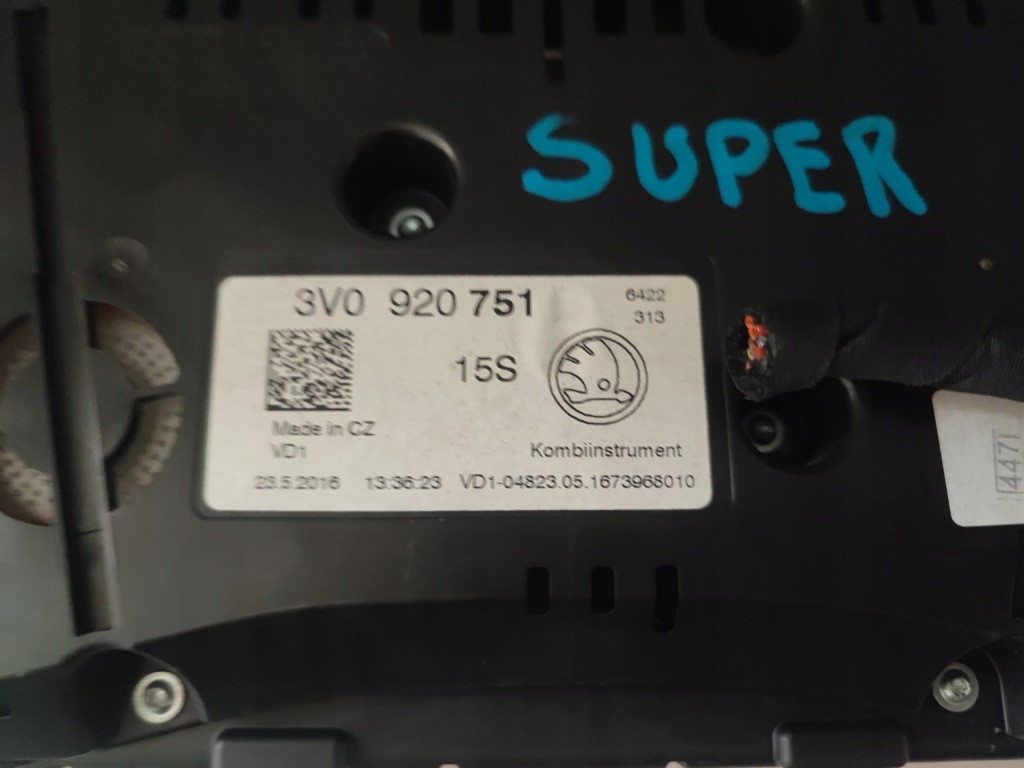 SUPER
3V0 920 751
6422
313
15S
Made in CZ
VD1
Kombiinstrument
23.5.2016 13:36:23 VD1-04823.05.1673968010
4471